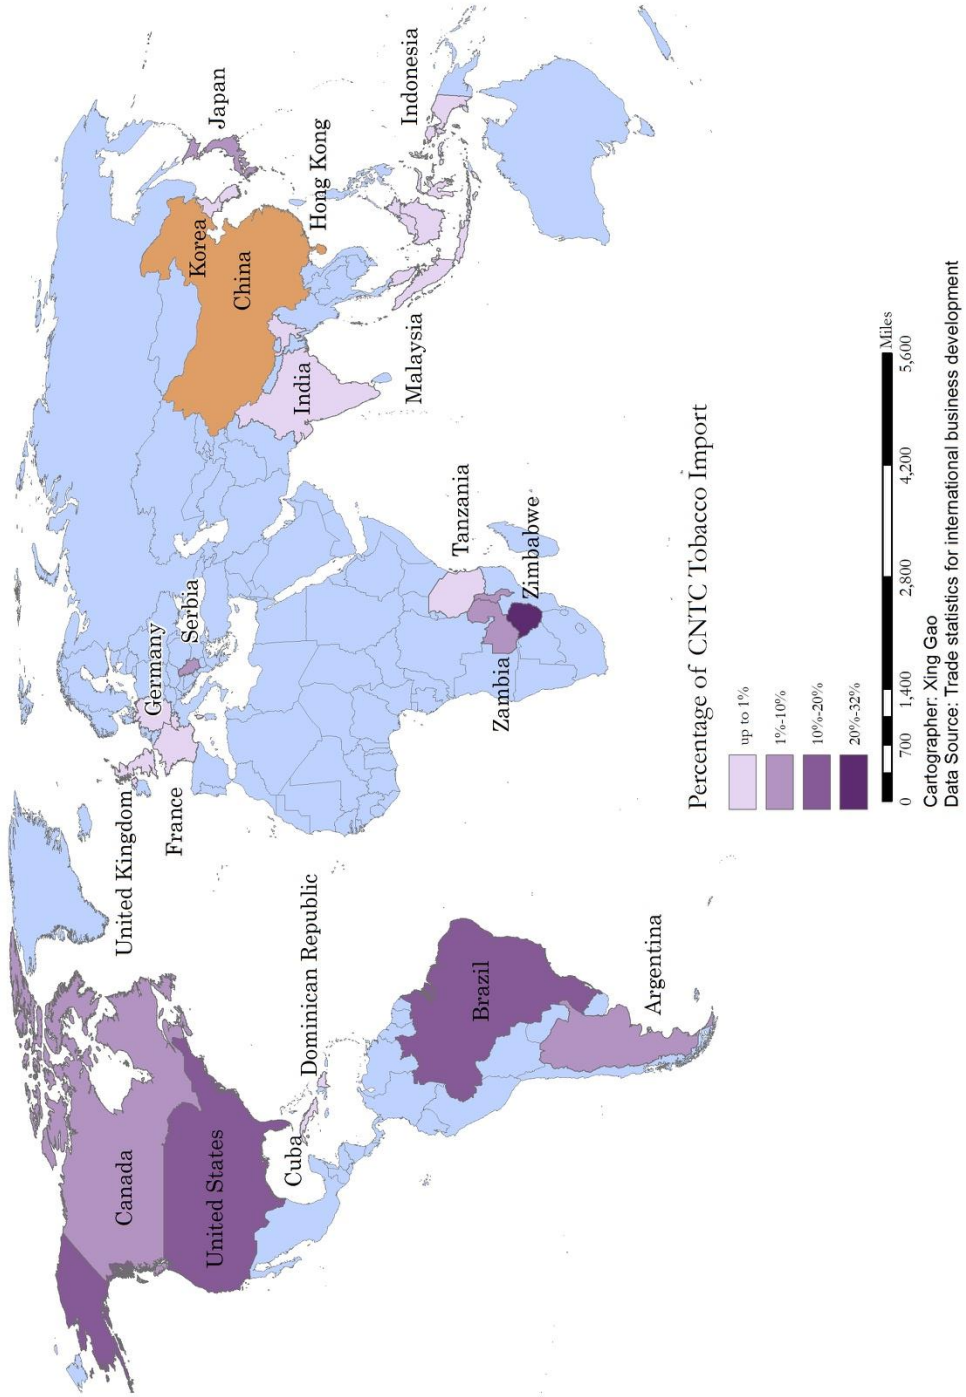 Canada
United States
Cuba
Dominican Republic
Brazil
Argentina
United Kingdom
France
Germany
Serbia
Zambia
Tanzania
Zimbabwe
India
China
Korea
Japan
Hong Kong
Malaysia
Indonesia
Percentage of CNTC Tobacco Import
up to 1%
1%-10%
10%-20%
20%-32%
0 700 1,400 2,800 4,200 5,600
Miles
Cartographer: Xing Gao
Data Source: Trade statistics for international business development